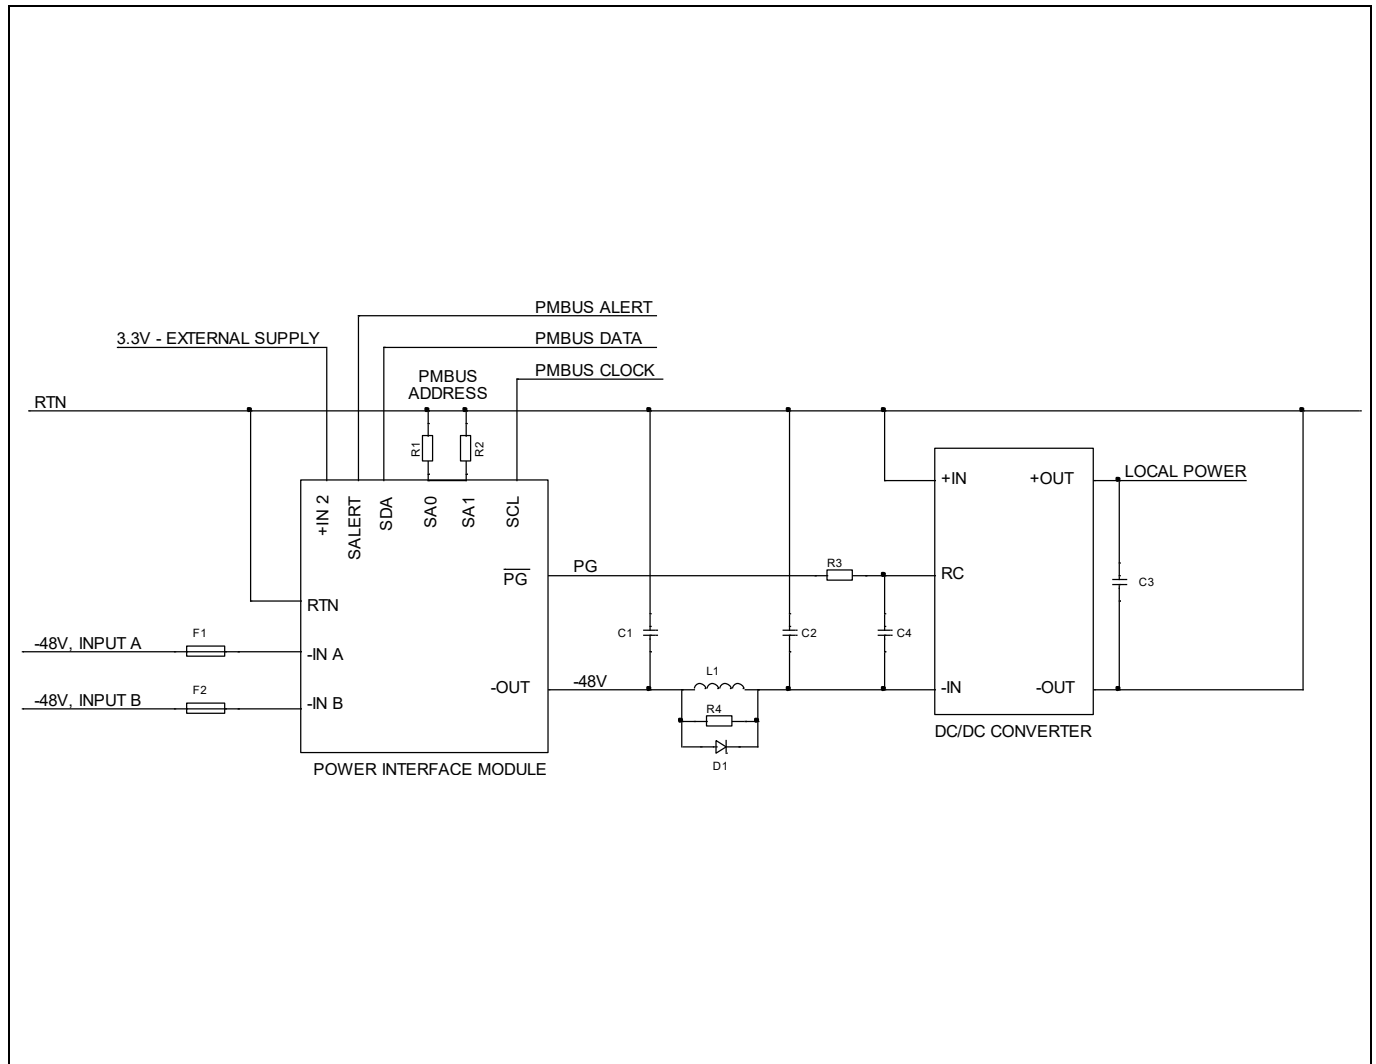 PMBUS ALERT
3.3V - EXTERNAL SUPPLY
PMBUS DATA
PMBUS CLOCK
PMBUS
ADDRESS
RTN
R1
R2
+IN 2
SALERT
SDA
SA0
SA1
SCL
+IN
+OUT
LOCAL POWER
PG
PG
R3
RC
C3
RTN
-48V, INPUT A
F1
-IN A
C1
C2
C4
-48V, INPUT B
F2
-IN B
-OUT
-48V
L1
R4
D1
-IN
-OUT
DC/DC CONVERTER
POWER INTERFACE MODULE